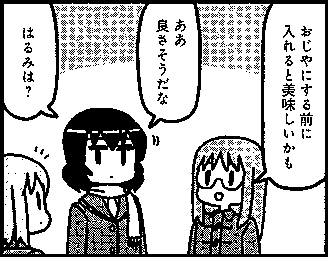 おじやにする前に
入れると美味しいかも
ああ
良さそうだな
はるみは？